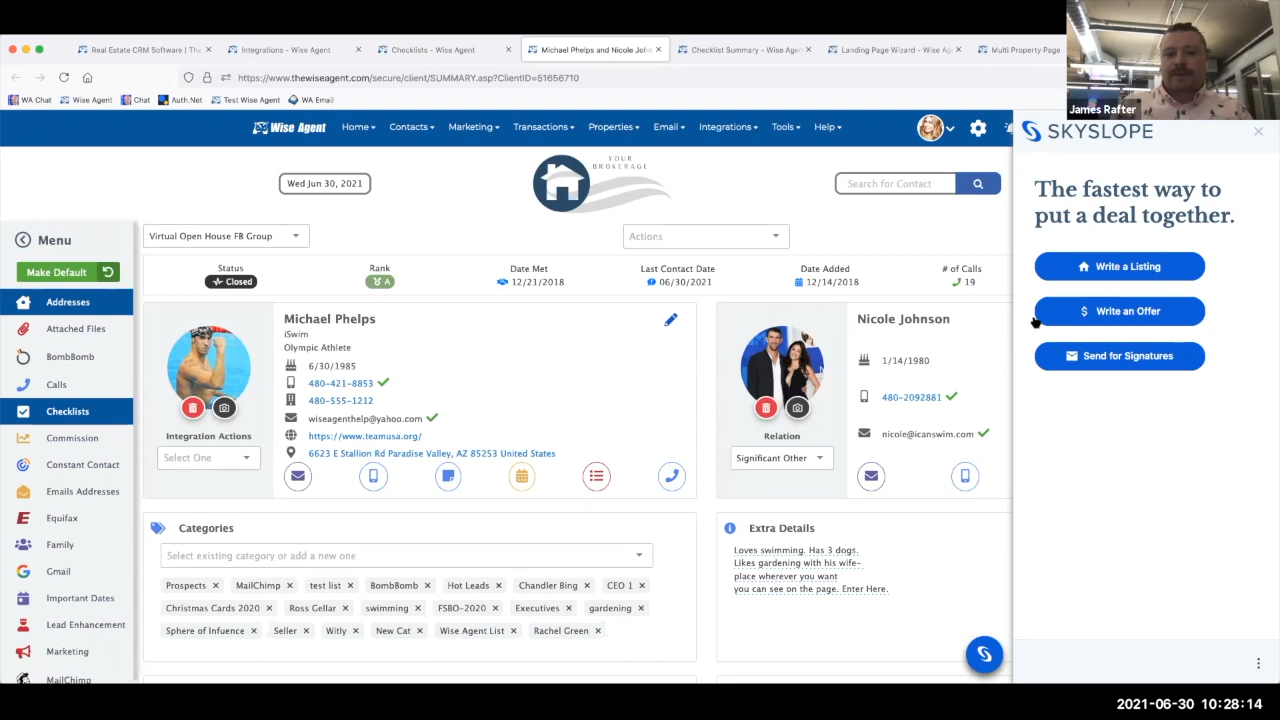 Real Estate CRM Software | The
Integrations - Wise Agent
Checklists - Wise Agent
Michael Phelps and Nicole John
Checklist Summary - Wise Agent
Landing Page Wizard - Wise Ag
Multi Property Page
https://www.thewiseagent.com/secure/client/SUMMARY.asp?ClientID=51656710
WA Chat
Wise Agent
Chat
Auth.Net
Test Wise Agent
WA Email
James Rafter
Wise Agent
Home
Contacts
Marketing
Transactions
Properties
Email
Integrations
Tools
Help
SKYSLOPE
Wed Jun 30, 2021
YOUR
BROKERAGE
Search for Contact
The fastest way to
put a deal together.
Write a Listing
Write an Offer
Send for Signatures
Menu
Make Default
Addresses
Attached Files
BombBomb
Calls
Checklists
Commission
Constant Contact
Emails Addresses
Equifax
Family
Gmail
Important Dates
Lead Enhancement
Marketing
MailChimp
Virtual Open House FB Group
Actions
Status
Closed
Rank
A
Date Met
12/21/2018
Last Contact Date
06/30/2021
Date Added
12/14/2018
# of Calls
19
Michael Phelps
iSwim
Olympic Athlete
6/30/1985
480-421-8853
480-555-1212
wiseagenthelp@yahoo.com
https://www.teamusa.org/
6623 E Stallion Rd Paradise Valley, AZ 85253 United States
Integration Actions
Select One
Nicole Johnson
1/14/1980
480-2092881
nicole@icanswim.com
Relation
Significant Other
Categories
Select existing category or add a new one
Prospects × MailChimp × test list × BombBomb × Hot Leads × Chandler Bing × CEO 1 ×
Christmas Cards 2020 × Ross Gellar × swimming × FSBO-2020 × Executives × gardening ×
Sphere of Infuence × Seller × Witly × New Cat × Wise Agent List × Rachel Green ×
Extra Details
Loves swimming. Has 3 dogs.
Likes gardening with his wife-
place wherever you want
you can see on the page. Enter Here.
2021-06-30 10:28:14